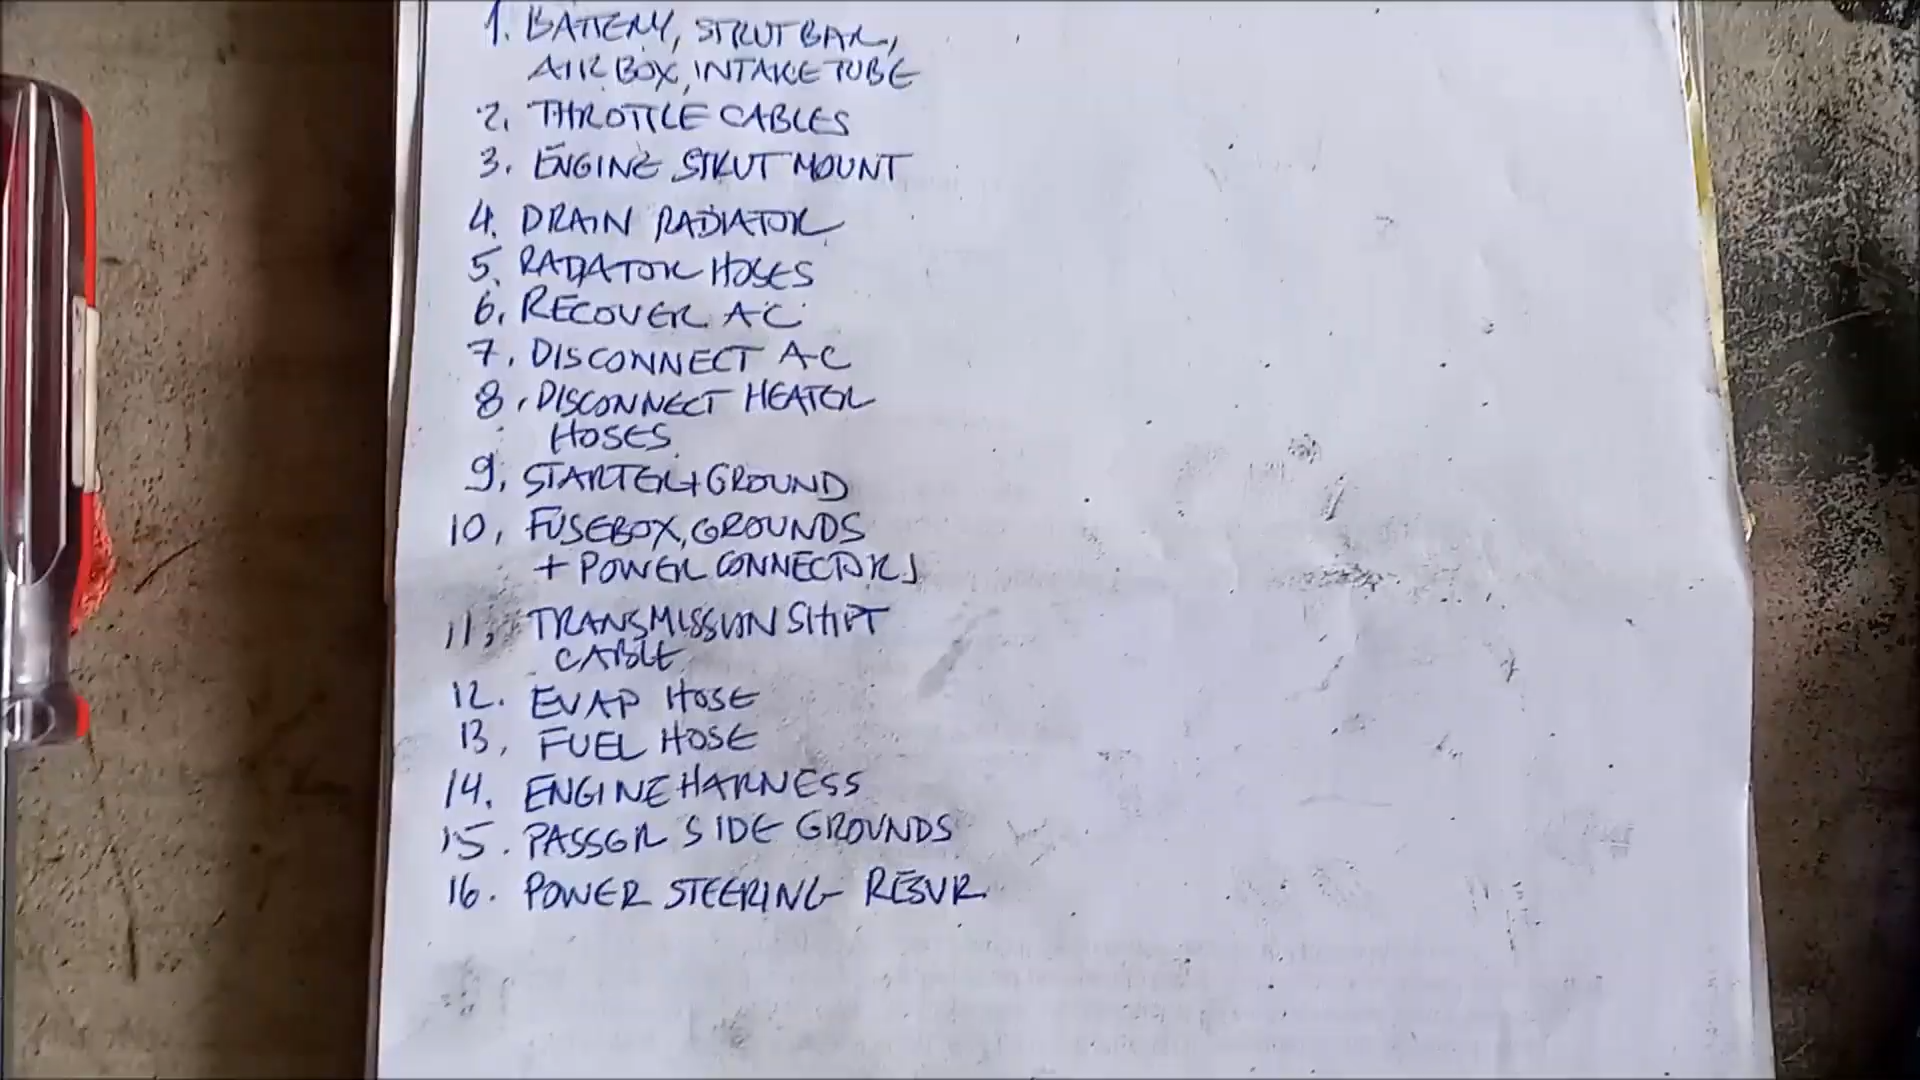 1. BATTERY, STRUT BAR,
AIR BOX, INTAKE TUBE
2. THROTTLE CABLES
3. ENGINE STRUT MOUNT
4. DRAIN RADIATOR
5. RADATOR HOSES
6. RECOVER AC
7. DISCONNECT AC
8. DISCONNECT HEATER
HOSES
9. STARTER + GROUND
10. FUSEBOX, GROUNDS
+ POWER CONNECTORS
11. TRANSMISSION SHIFT
CABLE
12. EVAP HOSE
13. FUEL HOSE
14. ENGINE HARNESS
15. PASSGR SIDE GROUNDS
16. POWER STEERING RESVR